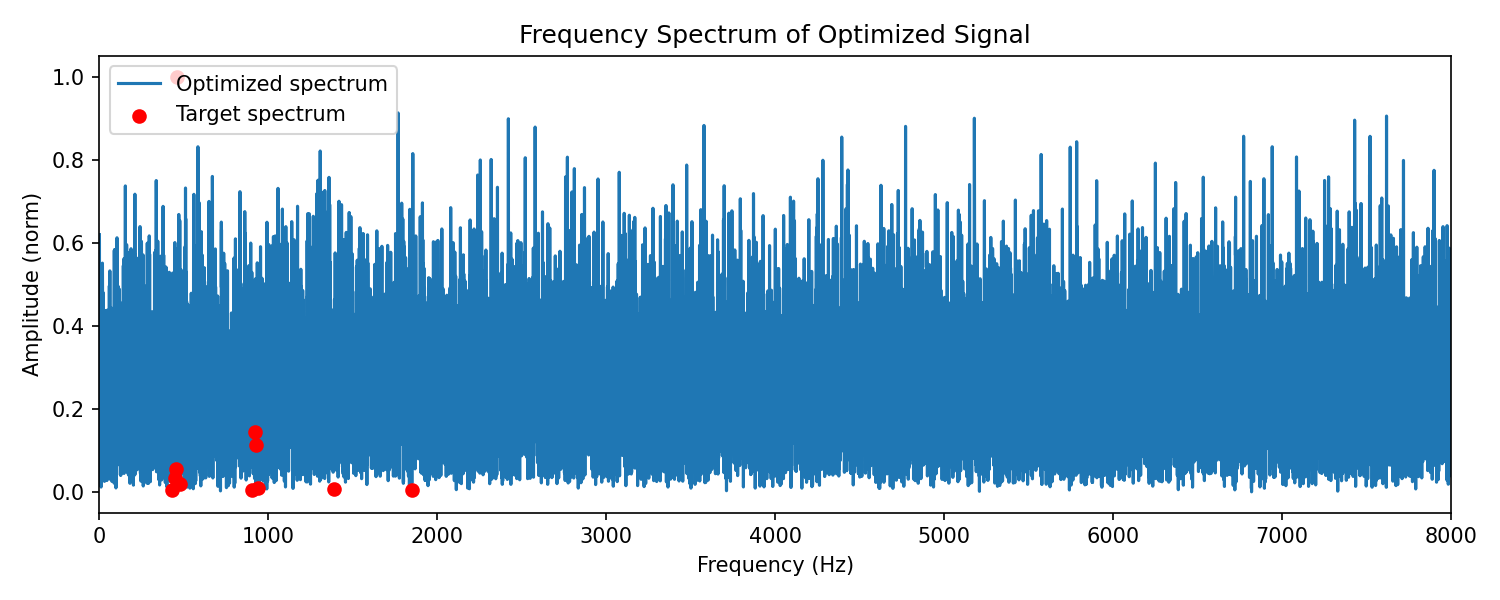 Frequency Spectrum of Optimized Signal
Optimized spectrum
Target spectrum
Amplitude (norm)
1.0
0.8
0.6
0.4
0.2
0.0
0 1000 2000 3000 4000 5000 6000 7000 8000
Frequency (Hz)